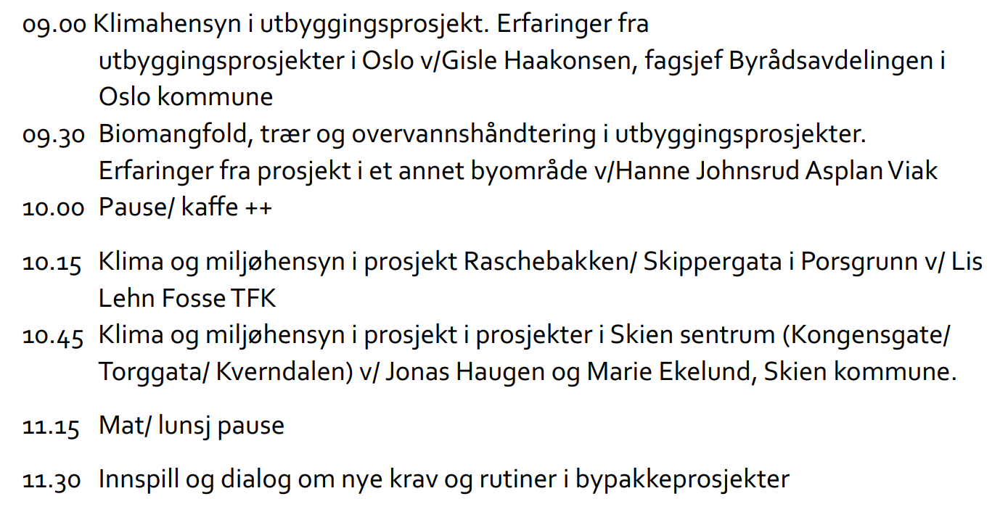 09.00 Klimahensyn i utbyggingsprosjekt. Erfaringer fra
utbyggingsprosjekter i Oslo v/Gisle Haakonsen, fagsjef Byrådsavdelingen i
Oslo kommune
09.30 Biomangfold, trær og overvannshåndtering i utbyggingsprosjekter.
Erfaringer fra prosjekt i et annet byområde v/Hanne Johnsrud Asplan Viak
10.00 Pause/ kaffe ++
10.15 Klima og miljøhensyn i prosjekt Raschebakken/ Skippergata i Porsgrunn v/ Lis
Lehn Fosse TFK
10.45 Klima og miljøhensyn i prosjekt i prosjekter i Skien sentrum (Kongensgate/
Torggata/ Kverndalen) v/ Jonas Haugen og Marie Ekelund, Skien kommune.
11.15 Mat/ lunsj pause
11.30 Innspill og dialog om nye krav og rutiner i bypakkeprosjekter